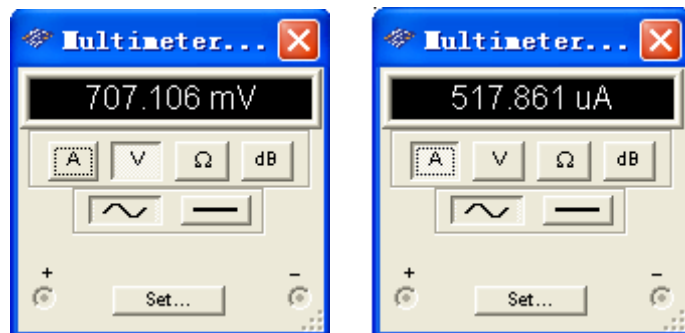 Multimeter...
707.106 mV
A V Ω dB
+ −
Set...
Multimeter...
517.861 uA
A V Ω dB
+ −
Set...